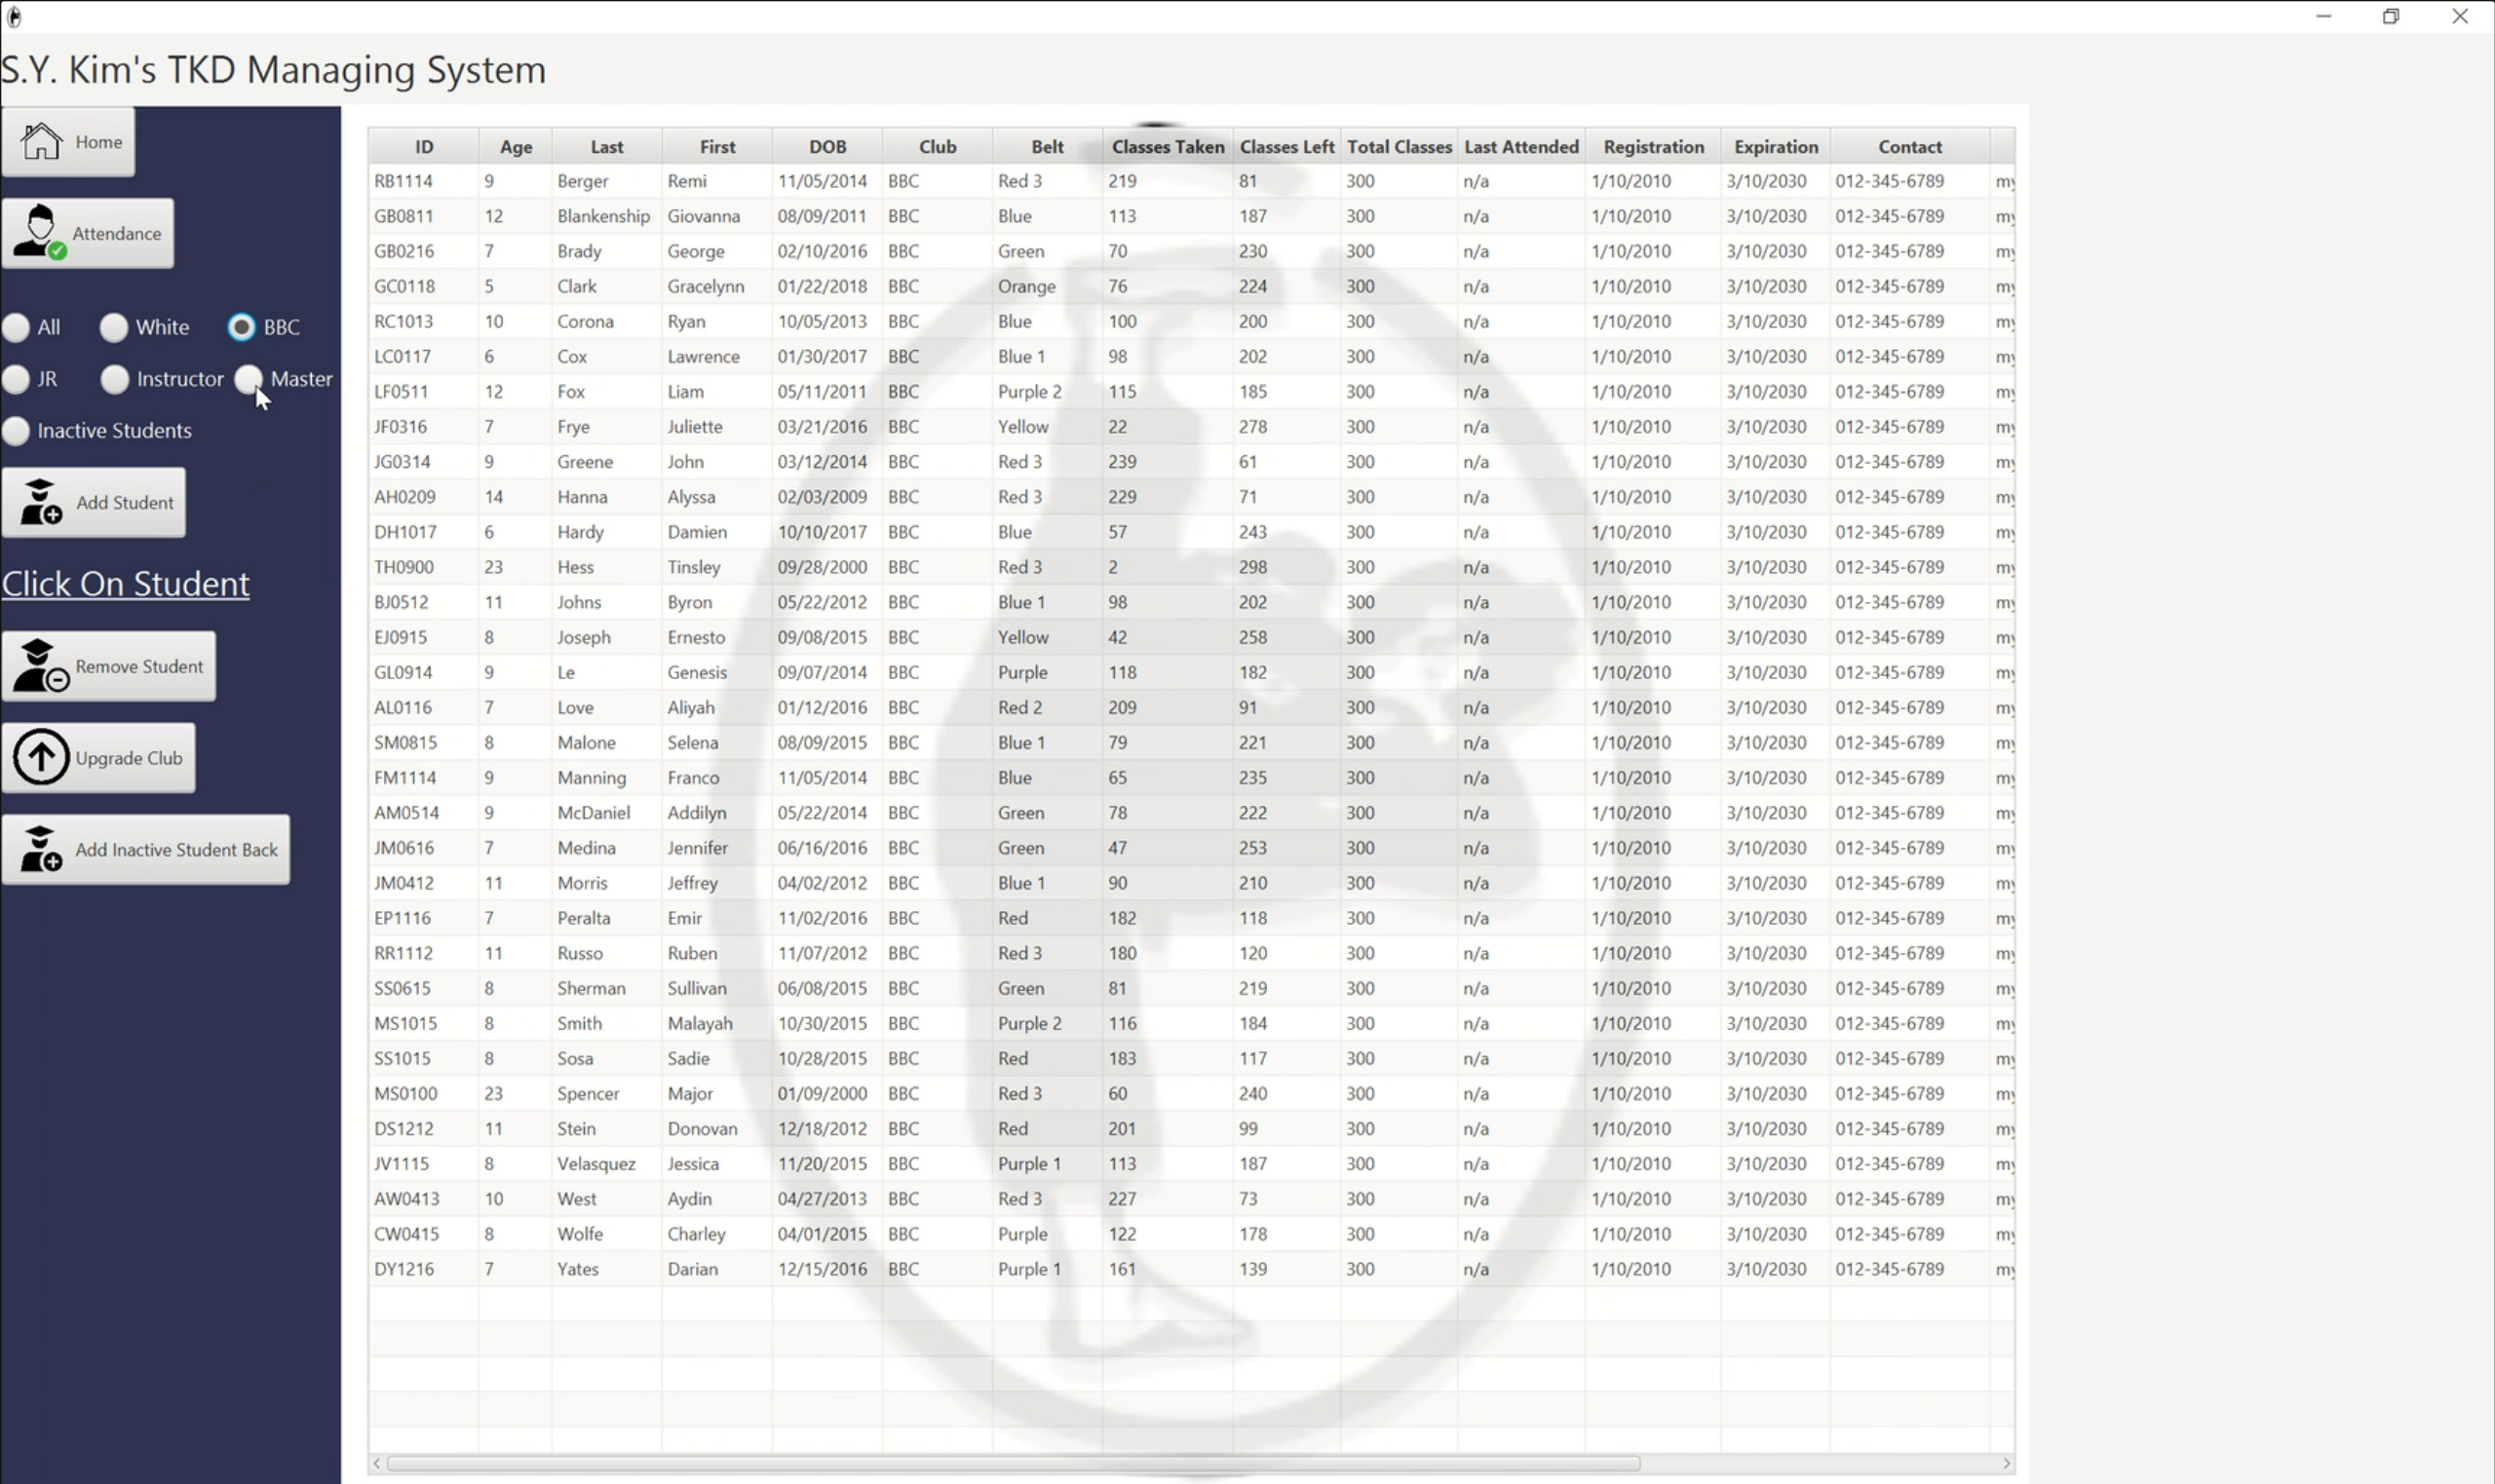 S.Y. Kim's TKD Managing System
Home
Attendance
All White BBC
JR Instructor Master
Inactive Students
Add Student
Click On Student
Remove Student
Upgrade Club
Add Inactive Student Back
ID Age Last First DOB Club Belt Classes Taken Classes Left Total Classes Last Attended Registration Expiration Contact
RB1114 9 Berger Remi 11/05/2014 BBC Red 3 219 81 300 n/a 1/10/2010 3/10/2030 012-345-6789 my
GB0811 12 Blankenship Giovanna 08/09/2011 BBC Blue 113 187 300 n/a 1/10/2010 3/10/2030 012-345-6789 my
GB0216 7 Brady George 02/10/2016 BBC Green 70 230 300 n/a 1/10/2010 3/10/2030 012-345-6789 my
GC0118 5 Clark Gracelynn 01/22/2018 BBC Orange 76 224 300 n/a 1/10/2010 3/10/2030 012-345-6789 my
RC1013 10 Corona Ryan 10/05/2013 BBC Blue 100 200 300 n/a 1/10/2010 3/10/2030 012-345-6789 my
LC0117 6 Cox Lawrence 01/30/2017 BBC Blue 1 98 202 300 n/a 1/10/2010 3/10/2030 012-345-6789 my
LF0511 12 Fox Liam 05/11/2011 BBC Purple 2 115 185 300 n/a 1/10/2010 3/10/2030 012-345-6789 my
JF0316 7 Frye Juliette 03/21/2016 BBC Yellow 22 278 300 n/a 1/10/2010 3/10/2030 012-345-6789 my
JG0314 9 Greene John 03/12/2014 BBC Red 3 239 61 300 n/a 1/10/2010 3/10/2030 012-345-6789 my
AH0209 14 Hanna Alyssa 02/03/2009 BBC Red 3 229 71 300 n/a 1/10/2010 3/10/2030 012-345-6789 my
DH1017 6 Hardy Damien 10/10/2017 BBC Blue 57 243 300 n/a 1/10/2010 3/10/2030 012-345-6789 my
TH0900 23 Hess Tinsley 09/28/2000 BBC Red 3 2 298 300 n/a 1/10/2010 3/10/2030 012-345-6789 my
BJ0512 11 Johns Byron 05/22/2012 BBC Blue 1 98 202 300 n/a 1/10/2010 3/10/2030 012-345-6789 my
EJ0915 8 Joseph Ernesto 09/08/2015 BBC Yellow 42 258 300 n/a 1/10/2010 3/10/2030 012-345-6789 my
GL0914 9 Le Genesis 09/07/2014 BBC Purple 118 182 300 n/a 1/10/2010 3/10/2030 012-345-6789 my
AL0116 7 Love Aliyah 01/12/2016 BBC Red 2 209 91 300 n/a 1/10/2010 3/10/2030 012-345-6789 my
SM0815 8 Malone Selena 08/09/2015 BBC Blue 1 79 221 300 n/a 1/10/2010 3/10/2030 012-345-6789 my
FM1114 9 Manning Franco 11/05/2014 BBC Blue 65 235 300 n/a 1/10/2010 3/10/2030 012-345-6789 my
AM0514 9 McDaniel Addilyn 05/22/2014 BBC Green 78 222 300 n/a 1/10/2010 3/10/2030 012-345-6789 my
JM0616 7 Medina Jennifer 06/16/2016 BBC Green 47 253 300 n/a 1/10/2010 3/10/2030 012-345-6789 my
JM0412 11 Morris Jeffrey 04/02/2012 BBC Blue 1 90 210 300 n/a 1/10/2010 3/10/2030 012-345-6789 my
EP1116 7 Peralta Emir 11/02/2016 BBC Red 182 118 300 n/a 1/10/2010 3/10/2030 012-345-6789 my
RR1112 11 Russo Ruben 11/07/2012 BBC Red 3 180 120 300 n/a 1/10/2010 3/10/2030 012-345-6789 my
SS0615 8 Sherman Sullivan 06/08/2015 BBC Green 81 219 300 n/a 1/10/2010 3/10/2030 012-345-6789 my
MS1015 8 Smith Malayah 10/30/2015 BBC Purple 2 116 184 300 n/a 1/10/2010 3/10/2030 012-345-6789 my
SS1015 8 Sosa Sadie 10/28/2015 BBC Red 183 117 300 n/a 1/10/2010 3/10/2030 012-345-6789 my
MS0100 23 Spencer Major 01/09/2000 BBC Red 3 60 240 300 n/a 1/10/2010 3/10/2030 012-345-6789 my
DS1212 11 Stein Donovan 12/18/2012 BBC Red 201 99 300 n/a 1/10/2010 3/10/2030 012-345-6789 my
JV1115 8 Velasquez Jessica 11/20/2015 BBC Purple 1 113 187 300 n/a 1/10/2010 3/10/2030 012-345-6789 my
AW0413 10 West Aydin 04/27/2013 BBC Red 3 227 73 300 n/a 1/10/2010 3/10/2030 012-345-6789 my
CW0415 8 Wolfe Charley 04/01/2015 BBC Purple 122 178 300 n/a 1/10/2010 3/10/2030 012-345-6789 my
DY1216 7 Yates Darian 12/15/2016 BBC Purple 1 161 139 300 n/a 1/10/2010 3/10/2030 012-345-6789 my